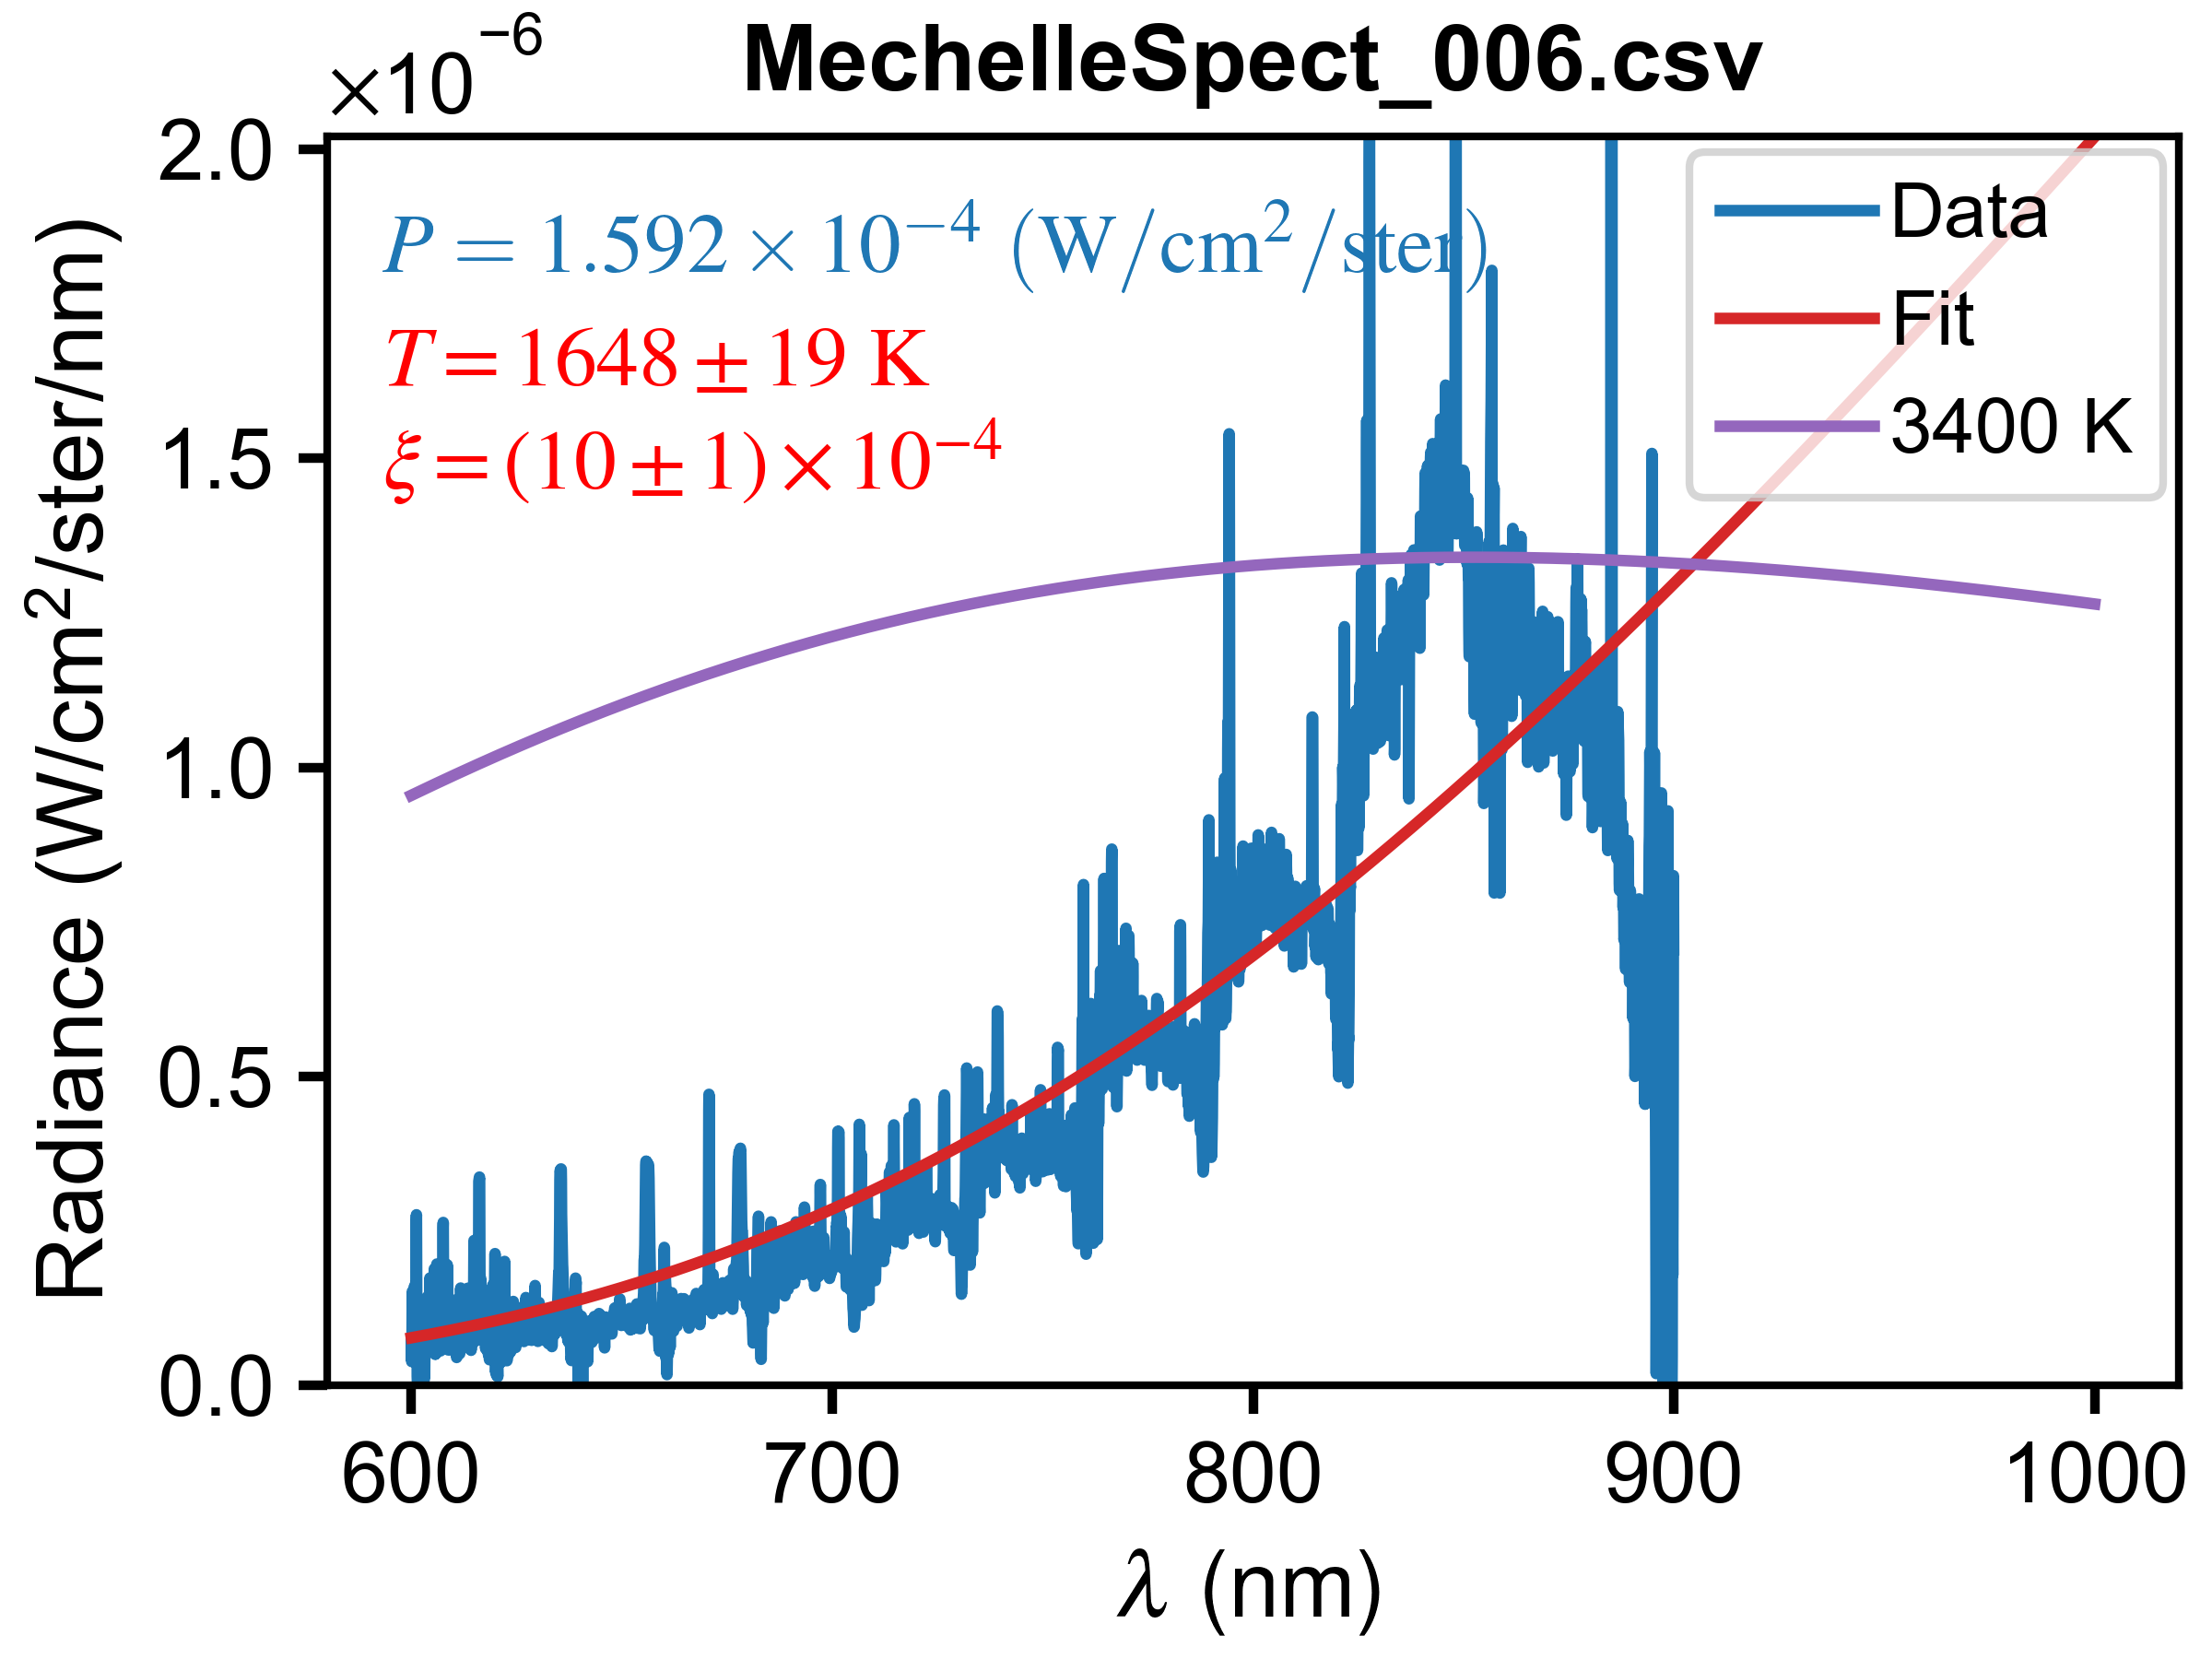 ×10⁻⁶
MechelleSpect_006.csv
Radiance (W/cm²/ster/nm)
2.0
1.5
1.0
0.5
0.0
P = 1.592 × 10⁻⁴ (W/cm²/ster)
T = 1648 ± 19 K
ξ = (10 ± 1) × 10⁻⁴
Data
Fit
3400 K
600 700 800 900 1000
λ (nm)